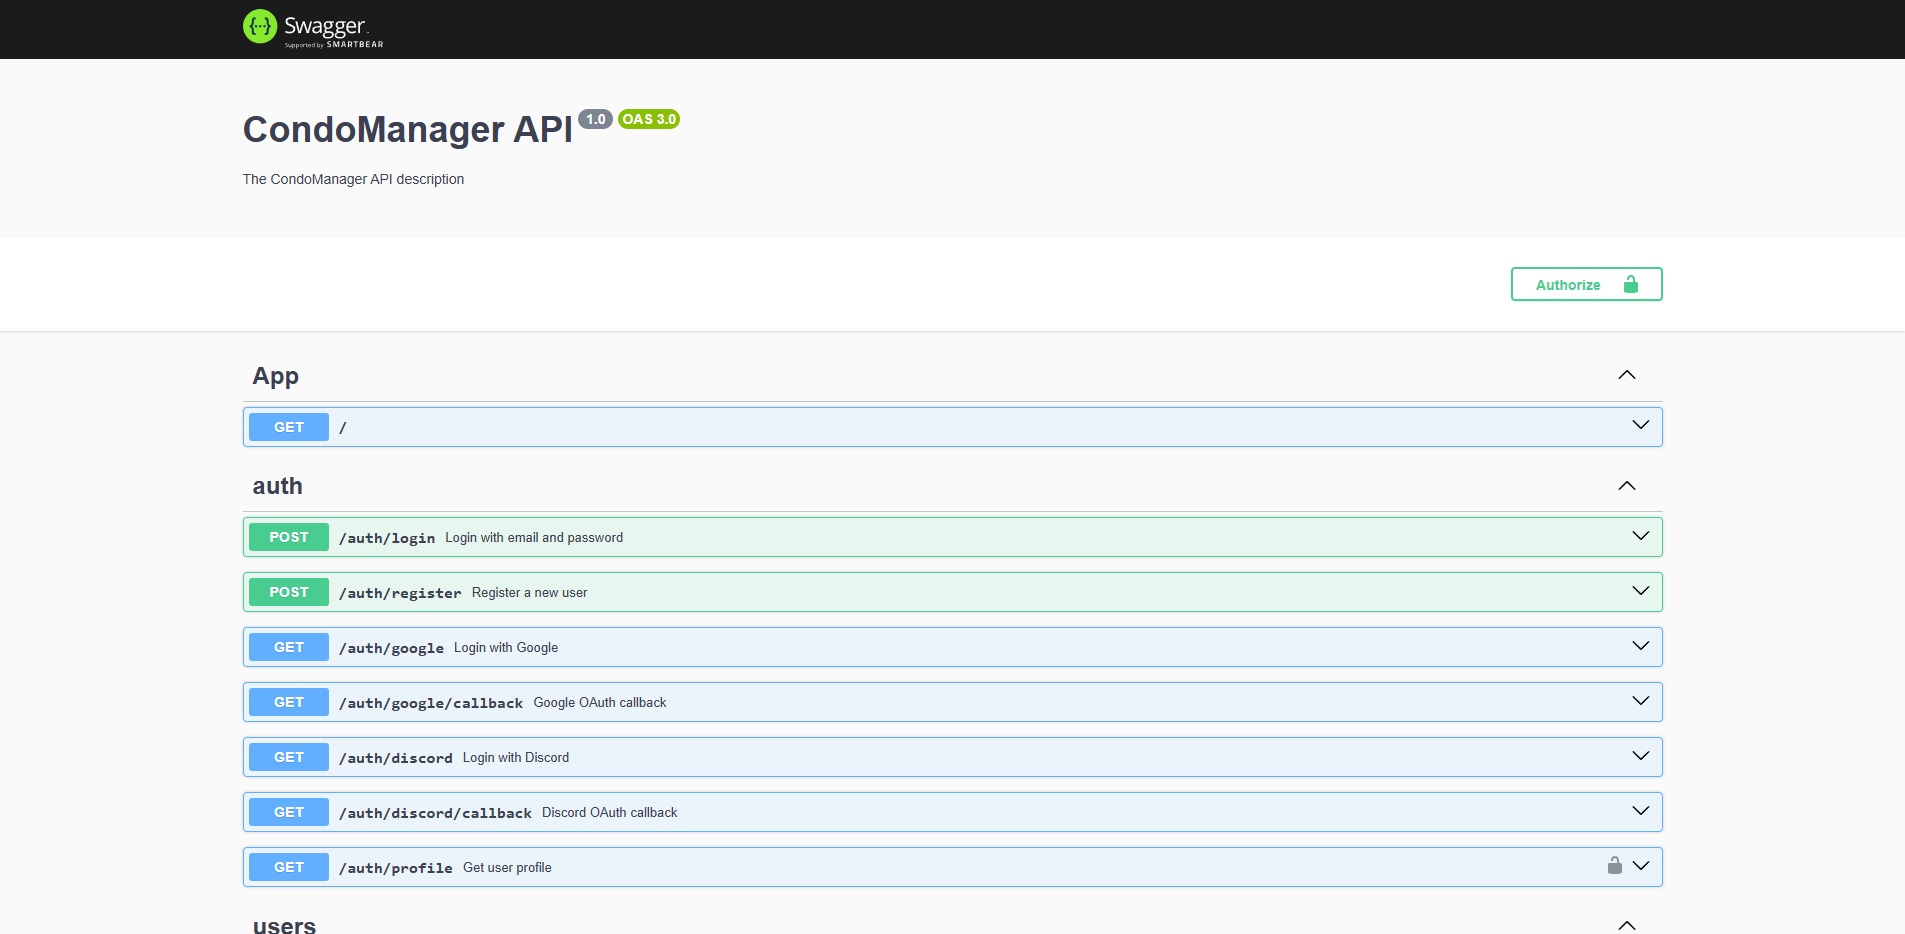 Swagger
Supported by SMARTBEAR
CondoManager API 1.0 OAS 3.0
The CondoManager API description
Authorize
App
GET /
auth
POST /auth/login Login with email and password
POST /auth/register Register a new user
GET /auth/google Login with Google
GET /auth/google/callback Google OAuth callback
GET /auth/discord Login with Discord
GET /auth/discord/callback Discord OAuth callback
GET /auth/profile Get user profile
users